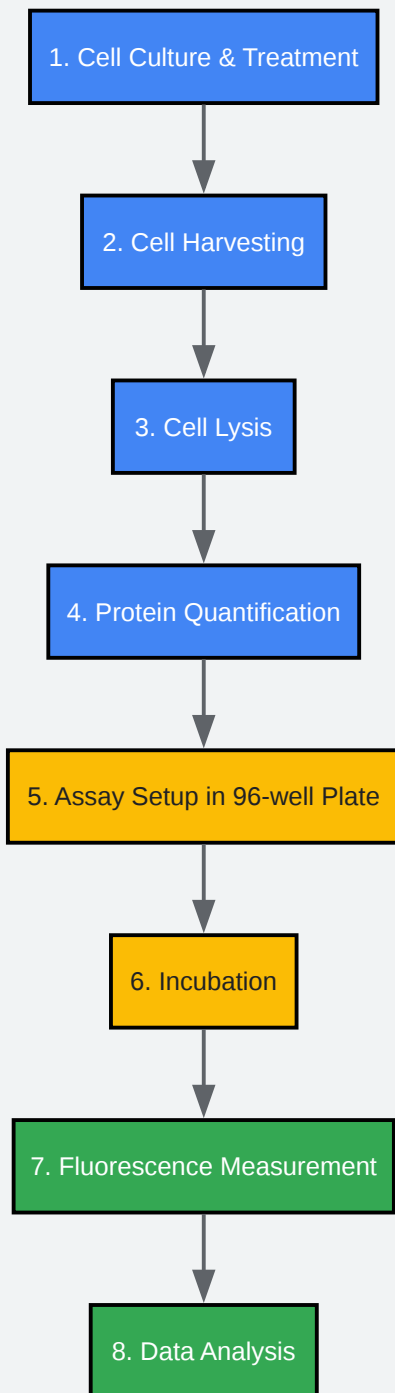 1. Cell Culture & Treatment
2. Cell Harvesting
3. Cell Lysis
4. Protein Quantification
5. Assay Setup in 96-well Plate
6. Incubation
7. Fluorescence Measurement
8. Data Analysis